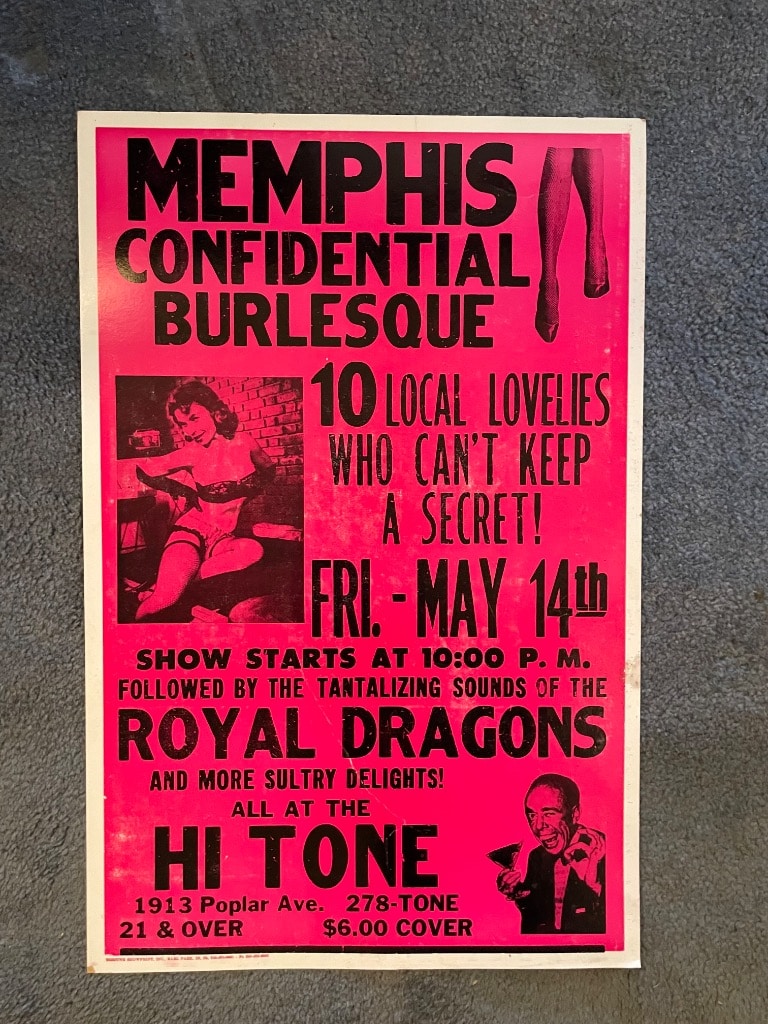 MEMPHIS
CONFIDENTIAL
BURLESQUE
10 LOCAL LOVELIES
WHO CAN'T KEEP
A SECRET!
FRI. - MAY 14th
SHOW STARTS AT 10:00 P. M.
FOLLOWED BY THE TANTALIZING SOUNDS OF THE
ROYAL DRAGONS
AND MORE SULTRY DELIGHTS!
ALL AT THE
HI TONE
1913 Poplar Ave. 278-TONE
21 & OVER $6.00 COVER